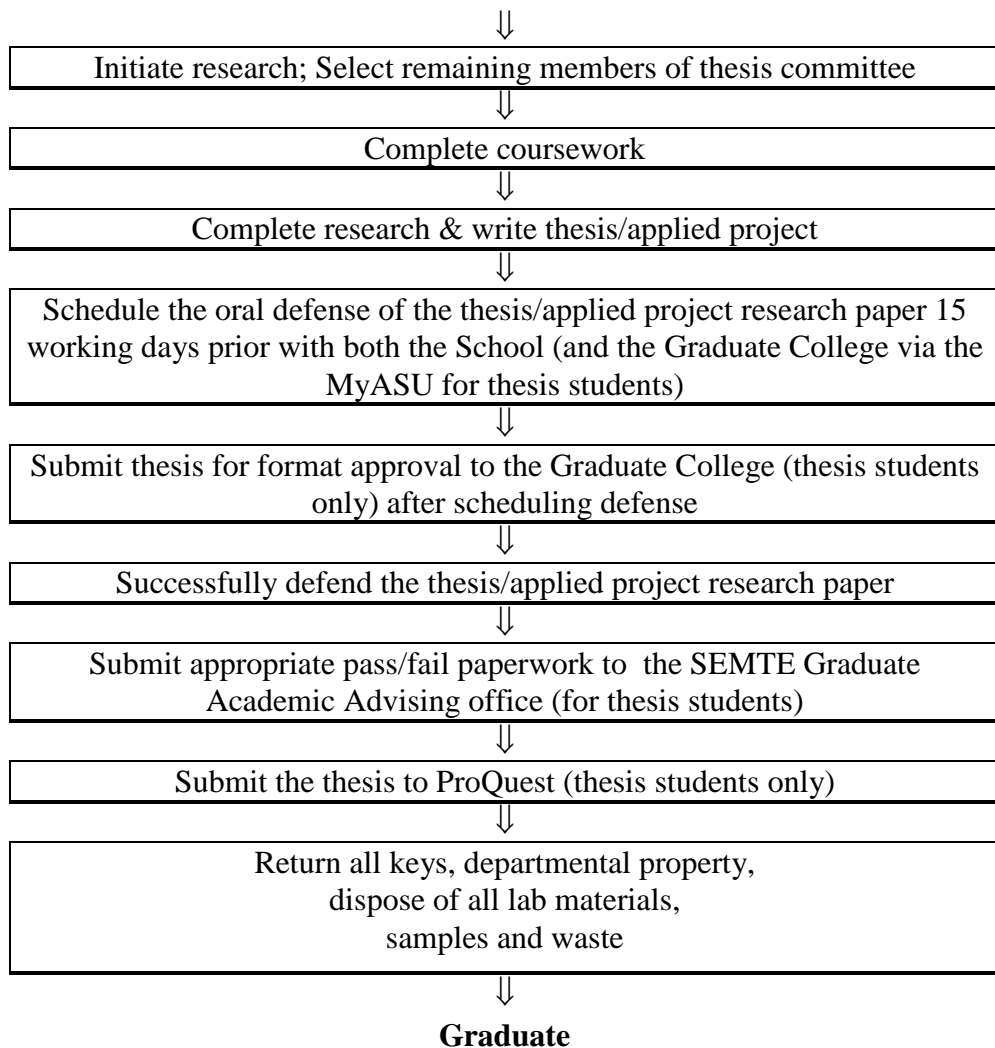 ⇓
Initiate research; Select remaining members of thesis committee
⇓
Complete coursework
⇓
Complete research & write thesis/applied project
⇓
Schedule the oral defense of the thesis/applied project research paper 15
working days prior with both the School (and the Graduate College via the
MyASU for thesis students)
⇓
Submit thesis for format approval to the Graduate College (thesis students
only) after scheduling defense
⇓
Successfully defend the thesis/applied project research paper
⇓
Submit appropriate pass/fail paperwork to  the SEMTE Graduate
Academic Advising office (for thesis students)
⇓
Submit the thesis to ProQuest (thesis students only)
⇓
Return all keys, departmental property,
dispose of all lab materials,
samples and waste
⇓
Graduate